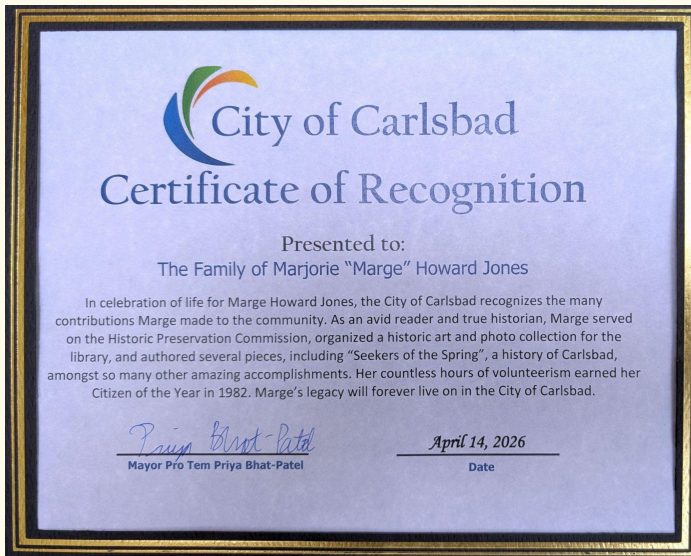 City of Carlsbad
Certificate of Recognition
Presented to:
The Family of Marjorie “Marge” Howard Jones
In celebration of life for Marge Howard Jones, the City of Carlsbad recognizes the many
contributions Marge made to the community. As an avid reader and true historian, Marge served
on the Historic Preservation Commission, organized a historic art and photo collection for the
library, and authored several pieces, including “Seekers of the Spring”, a history of Carlsbad,
amongst so many other amazing accomplishments. Her countless hours of volunteerism earned her
Citizen of the Year in 1982. Marge’s legacy will forever live on in the City of Carlsbad.
Priya Bhat-Patel
April 14, 2026
Mayor Pro Tem Priya Bhat-Patel
Date